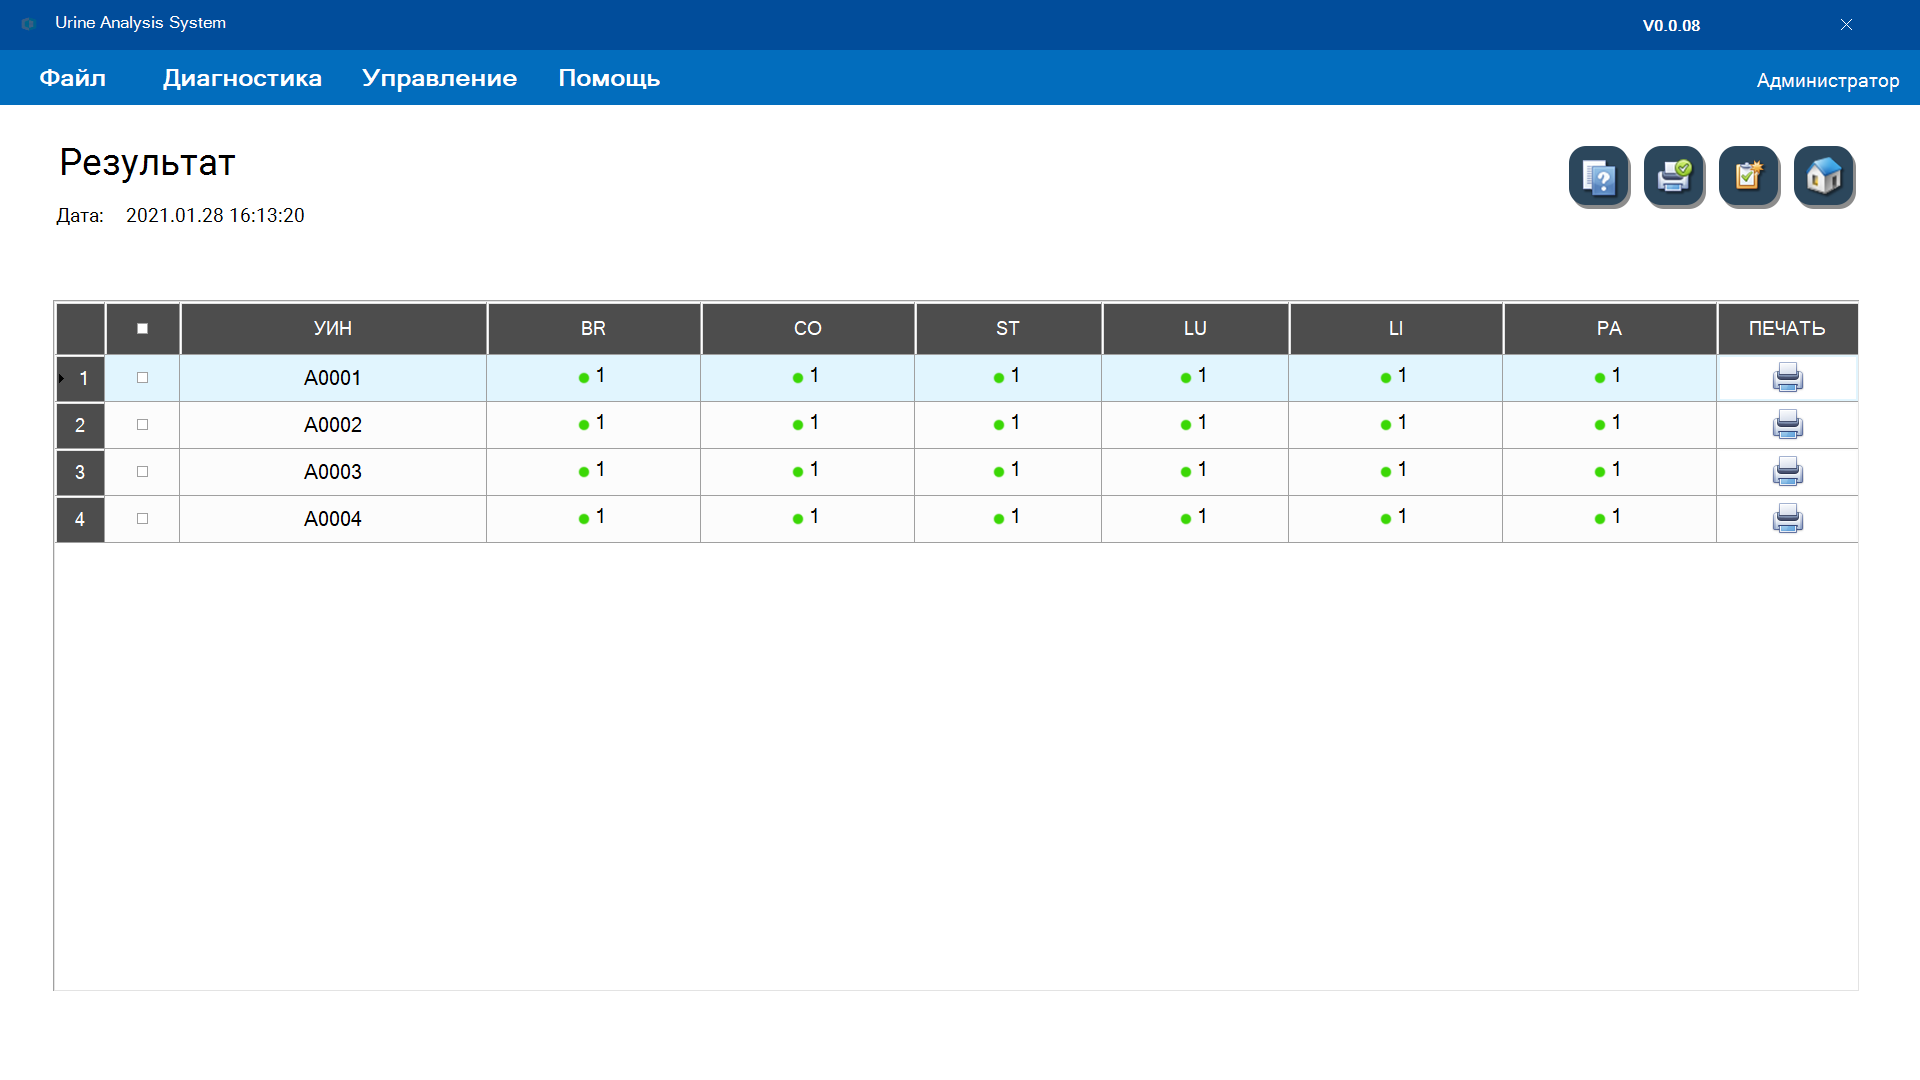 Urine Analysis System V0.0.08
Файл Диагностика Управление Помощь Администратор
Результат
Дата: 2021.01.28 16:13:20
УИН BR CO ST LU LI PA ПЕЧАТЬ
1 A0001 1 1 1 1 1 1
2 A0002 1 1 1 1 1 1
3 A0003 1 1 1 1 1 1
4 A0004 1 1 1 1 1 1